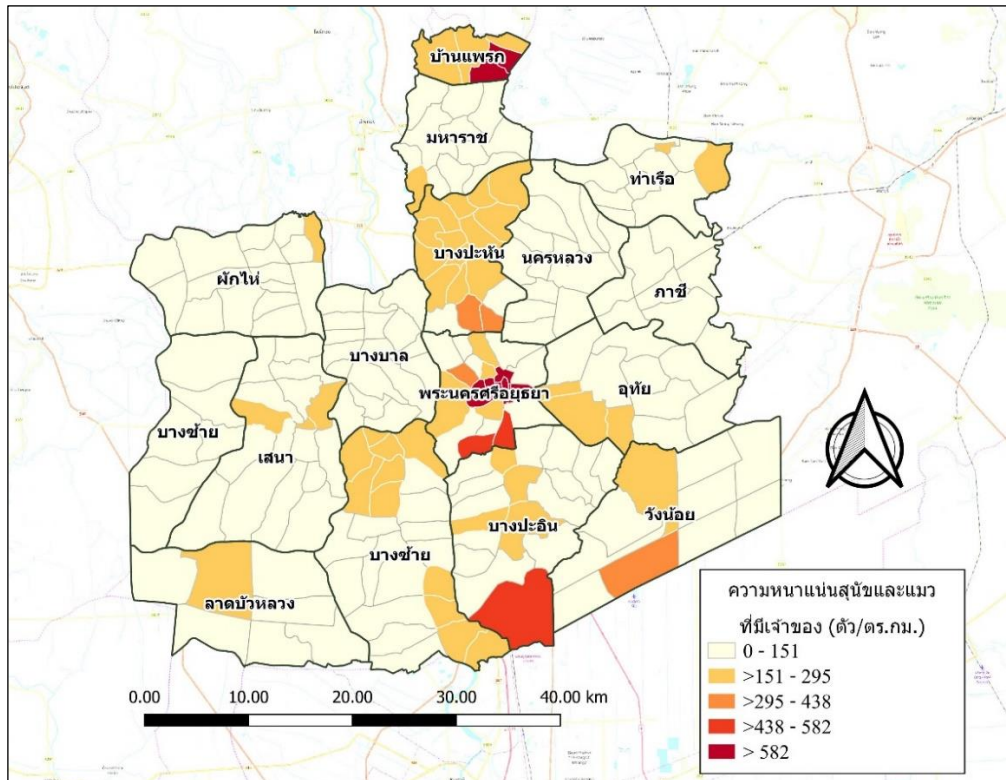 บ้านแพรก
มหาราช
ท่าเรือ
บางปะหัน
นครหลวง
ผักไห่
ภาชี
บางบาล
พระนครศรีอยุธยา
อุทัย
บางซ้าย
เสนา
วังน้อย
บางปะอิน
บางซ้าย
ลาดบัวหลวง
ความหนาแน่นสุนัขและแมว
ที่มีเจ้าของ (ตัว/ตร.กม.)
0 - 151
>151 - 295
>295 - 438
>438 - 582
> 582
0.00 10.00 20.00 30.00 40.00 km